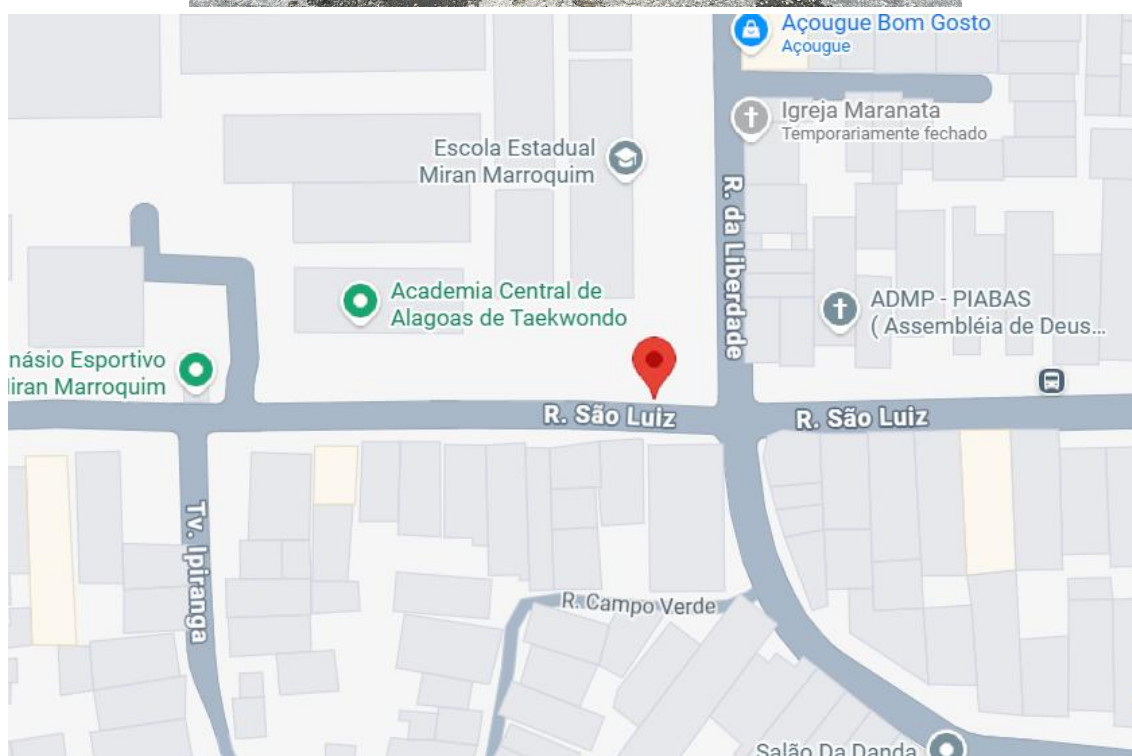 Açougue Bom Gosto
Açougue
Igreja Maranata
Temporariamente fechado
Escola Estadual
Miran Marroquim
R. da Liberdade
Academia Central de
Alagoas de Taekwondo
ADMP - PIABAS
( Assembléia de Deus...
násio Esportivo
Miran Marroquim
R. São Luiz
R. São Luiz
Tv. Ipiranga
R. Campo Verde
Salão Da Danda